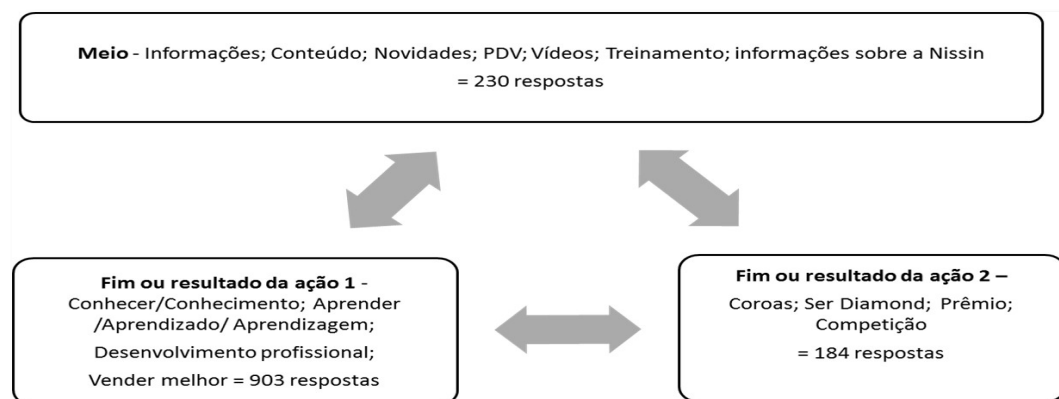 Meio - Informações; Conteúdo; Novidades; PDV; Vídeos; Treinamento; informações sobre a Nissin
= 230 respostas
Fim ou resultado da ação 1 -
Conhecer/Conhecimento; Aprender
/Aprendizado/ Aprendizagem;
Desenvolvimento profissional;
Vender melhor = 903 respostas
Fim ou resultado da ação 2 –
Coroas; Ser Diamond; Prêmio;
Competição
= 184 respostas